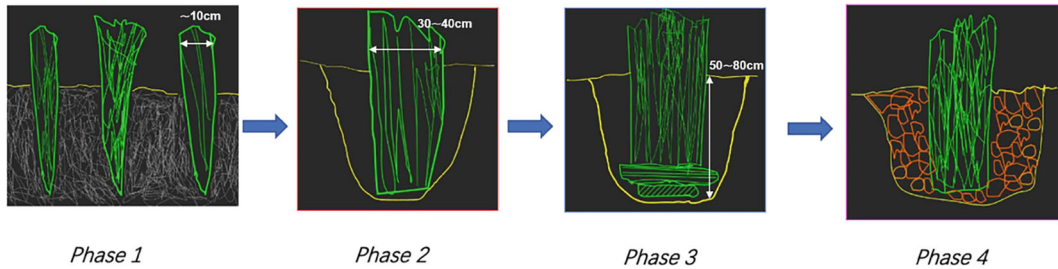 ~10cm
30~40cm
50~80cm
Phase 1
Phase 2
Phase 3
Phase 4